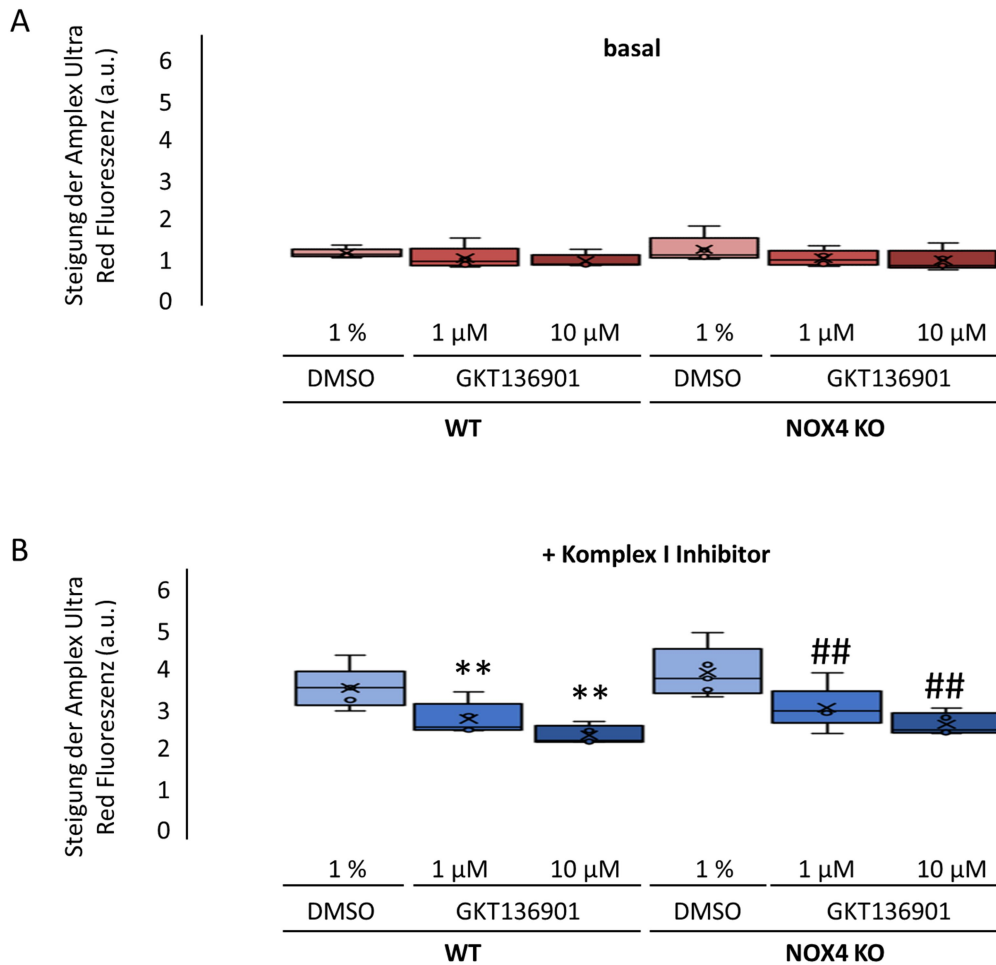 A
basal
Steigung der Amplex Ultra
Red Fluoreszenz (a.u.)
6
5
4
3
2
1
0
1 % 1 µM 10 µM 1 % 1 µM 10 µM
DMSO GKT136901 DMSO GKT136901
WT NOX4 KO
B
+ Komplex I Inhibitor
Steigung der Amplex Ultra
Red Fluoreszenz (a.u.)
6
5
4
3
2
1
0
** ** ## ##
1 % 1 µM 10 µM 1 % 1 µM 10 µM
DMSO GKT136901 DMSO GKT136901
WT NOX4 KO